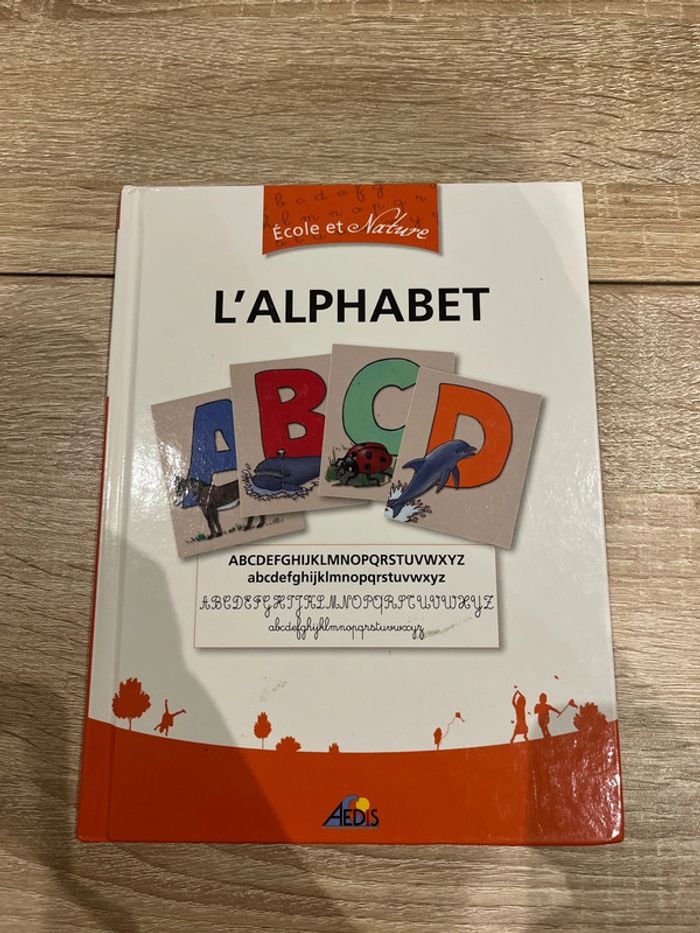 École et Nature
L'ALPHABET
A B C D
ABCDEFGHIJKLMNOPQRSTUVWXYZ
abcdefghijklmnopqrstuvwxyz
ABCDEFGHIJKLMNOPQRSTUVWXYZ
abcdefghijklmnopqrstuvwxyz
AEDIS